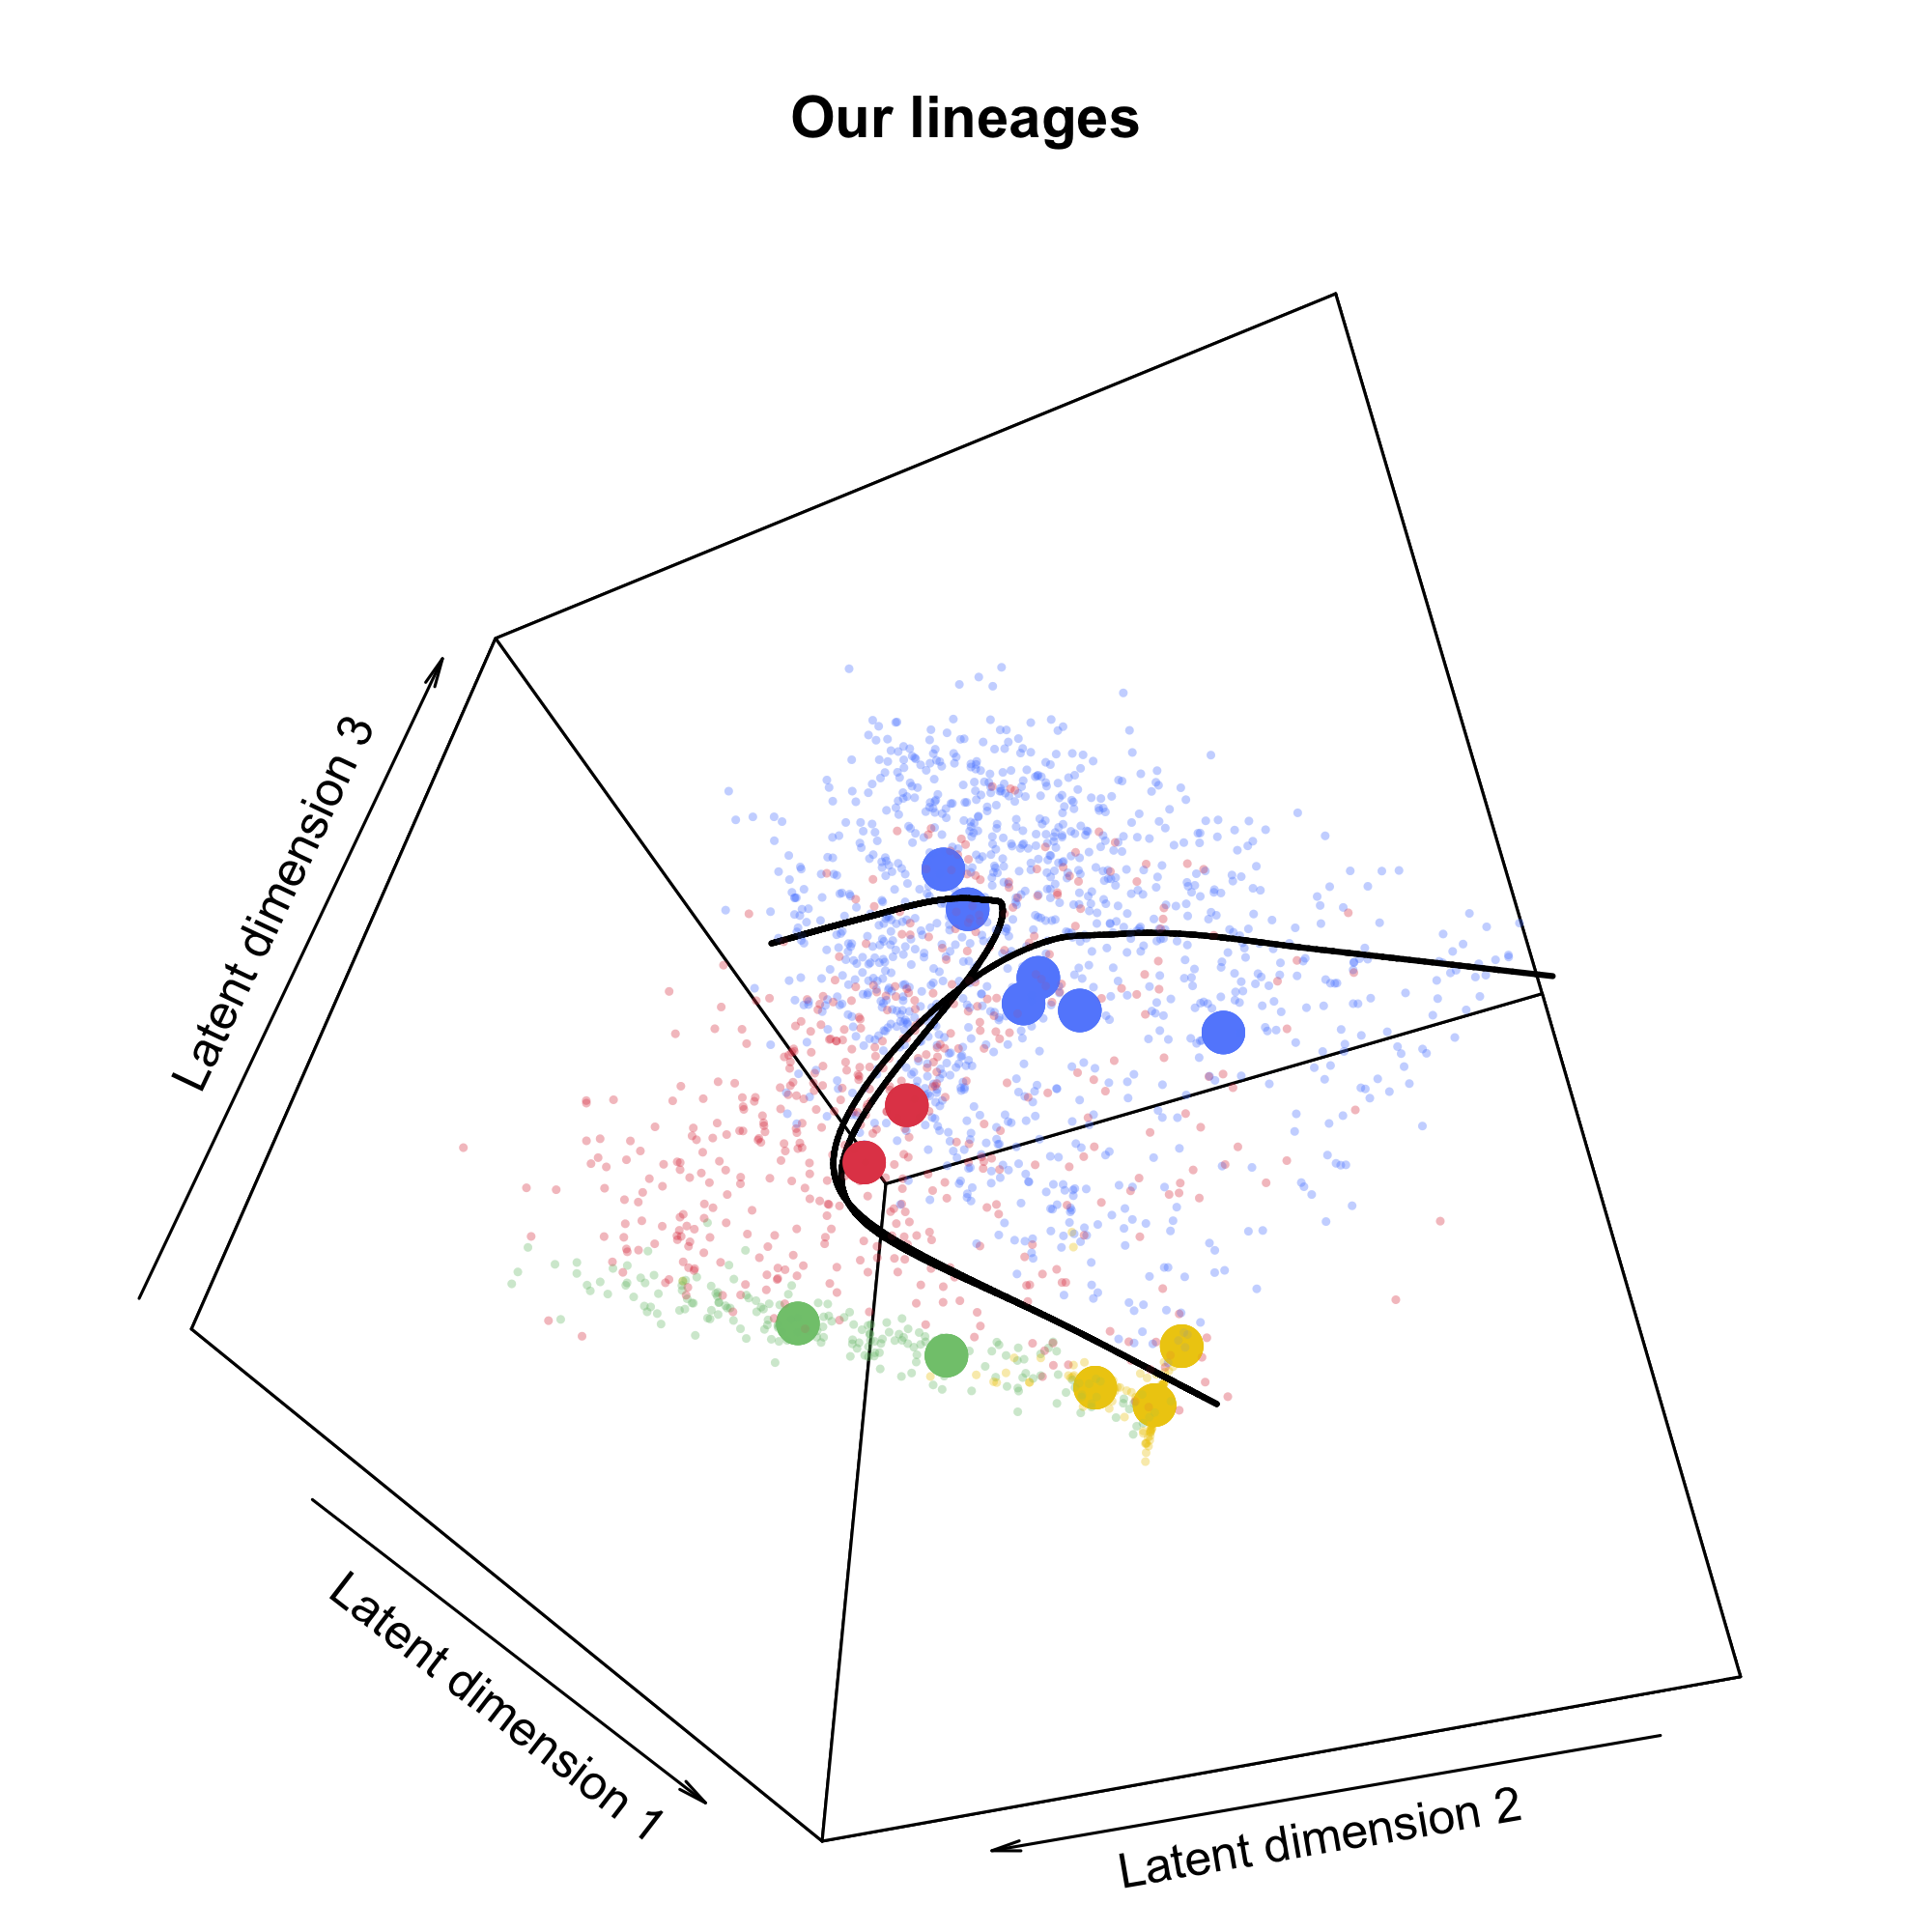 Our lineages
Latent dimension 3
Latent dimension 1
Latent dimension 2